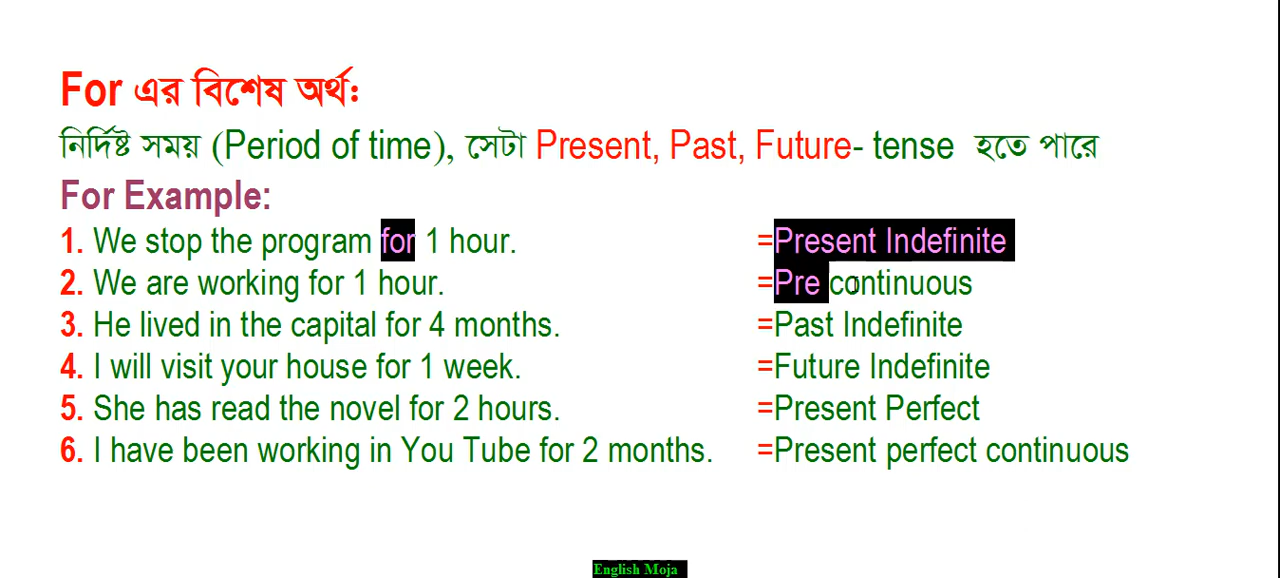 For এর বিশেষ অর্থঃ
নির্দিষ্ট সময় (Period of time), সেটা Present, Past, Future- tense হতে পারে
For Example:
1. We stop the program for 1 hour. =Present Indefinite
2. We are working for 1 hour. =Pre continuous
3. He lived in the capital for 4 months. =Past Indefinite
4. I will visit your house for 1 week. =Future Indefinite
5. She has read the novel for 2 hours. =Present Perfect
6. I have been working in You Tube for 2 months. =Present perfect continuous
English Moja